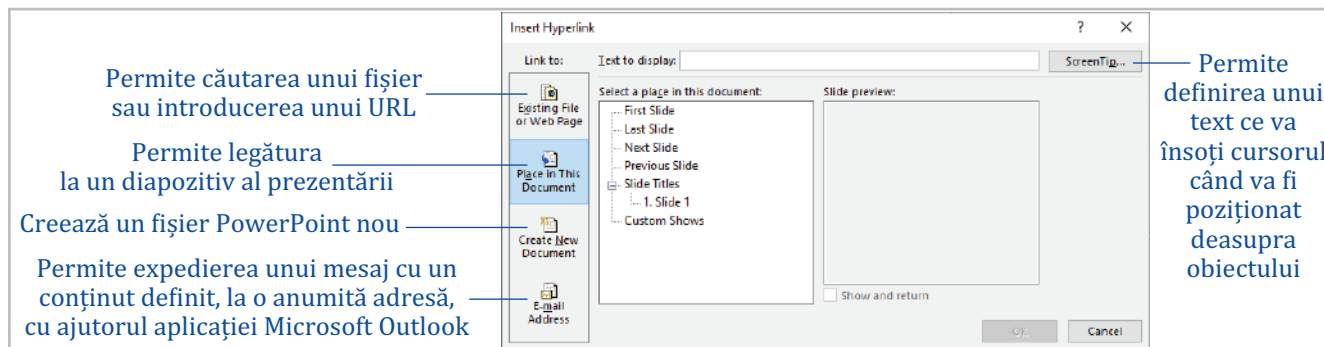 Permite căutarea unui fișier
sau introducerea unui URL
Permite legătura
la un diapozitiv al prezentării
Creează un fișier PowerPoint nou
Permite expedierea unui mesaj cu un
conținut definit, la o anumită adresă,
cu ajutorul aplicației Microsoft Outlook
Insert Hyperlink
?
Link to:
Text to display:
ScreenTip...
Existing File
or Web Page
Place in This
Document
Create New
Document
E-mail
Address
Select a place in this document:
First Slide
Last Slide
Next Slide
Previous Slide
Slide Titles
1. Slide 1
Custom Shows
Slide preview:
Show and return
OK
Cancel
Permite
definirea unui
text ce va
însoți cursorul
când va fi
poziționat
deasupra
obiectului